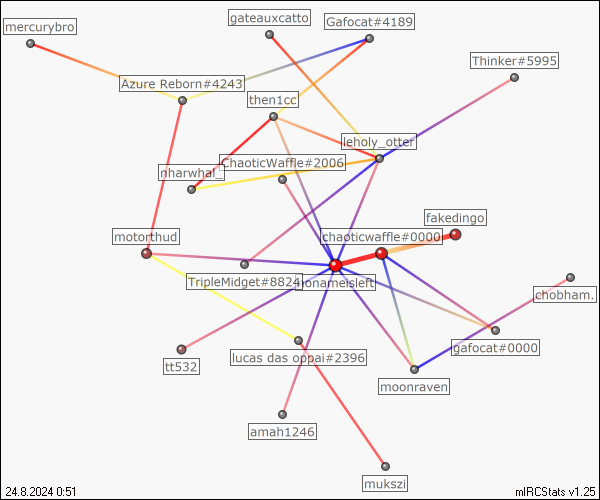 gateauxcatto
Gafocat#4189
mercurybro
Thinker#5995
Azure Reborn#4243
then1cc
leholy_otter
ChaoticWaffle#2006
nharwhal_
fakedingo
motorthud
chaoticwaffle#0000
TripleMidget#8824
ionameisleft
chobham.
gafocat#0000
lucas das oppai#2396
tt532
moonraven
amah1246
mukszi
24.8.2024 0:51
mIRCStats v1.25